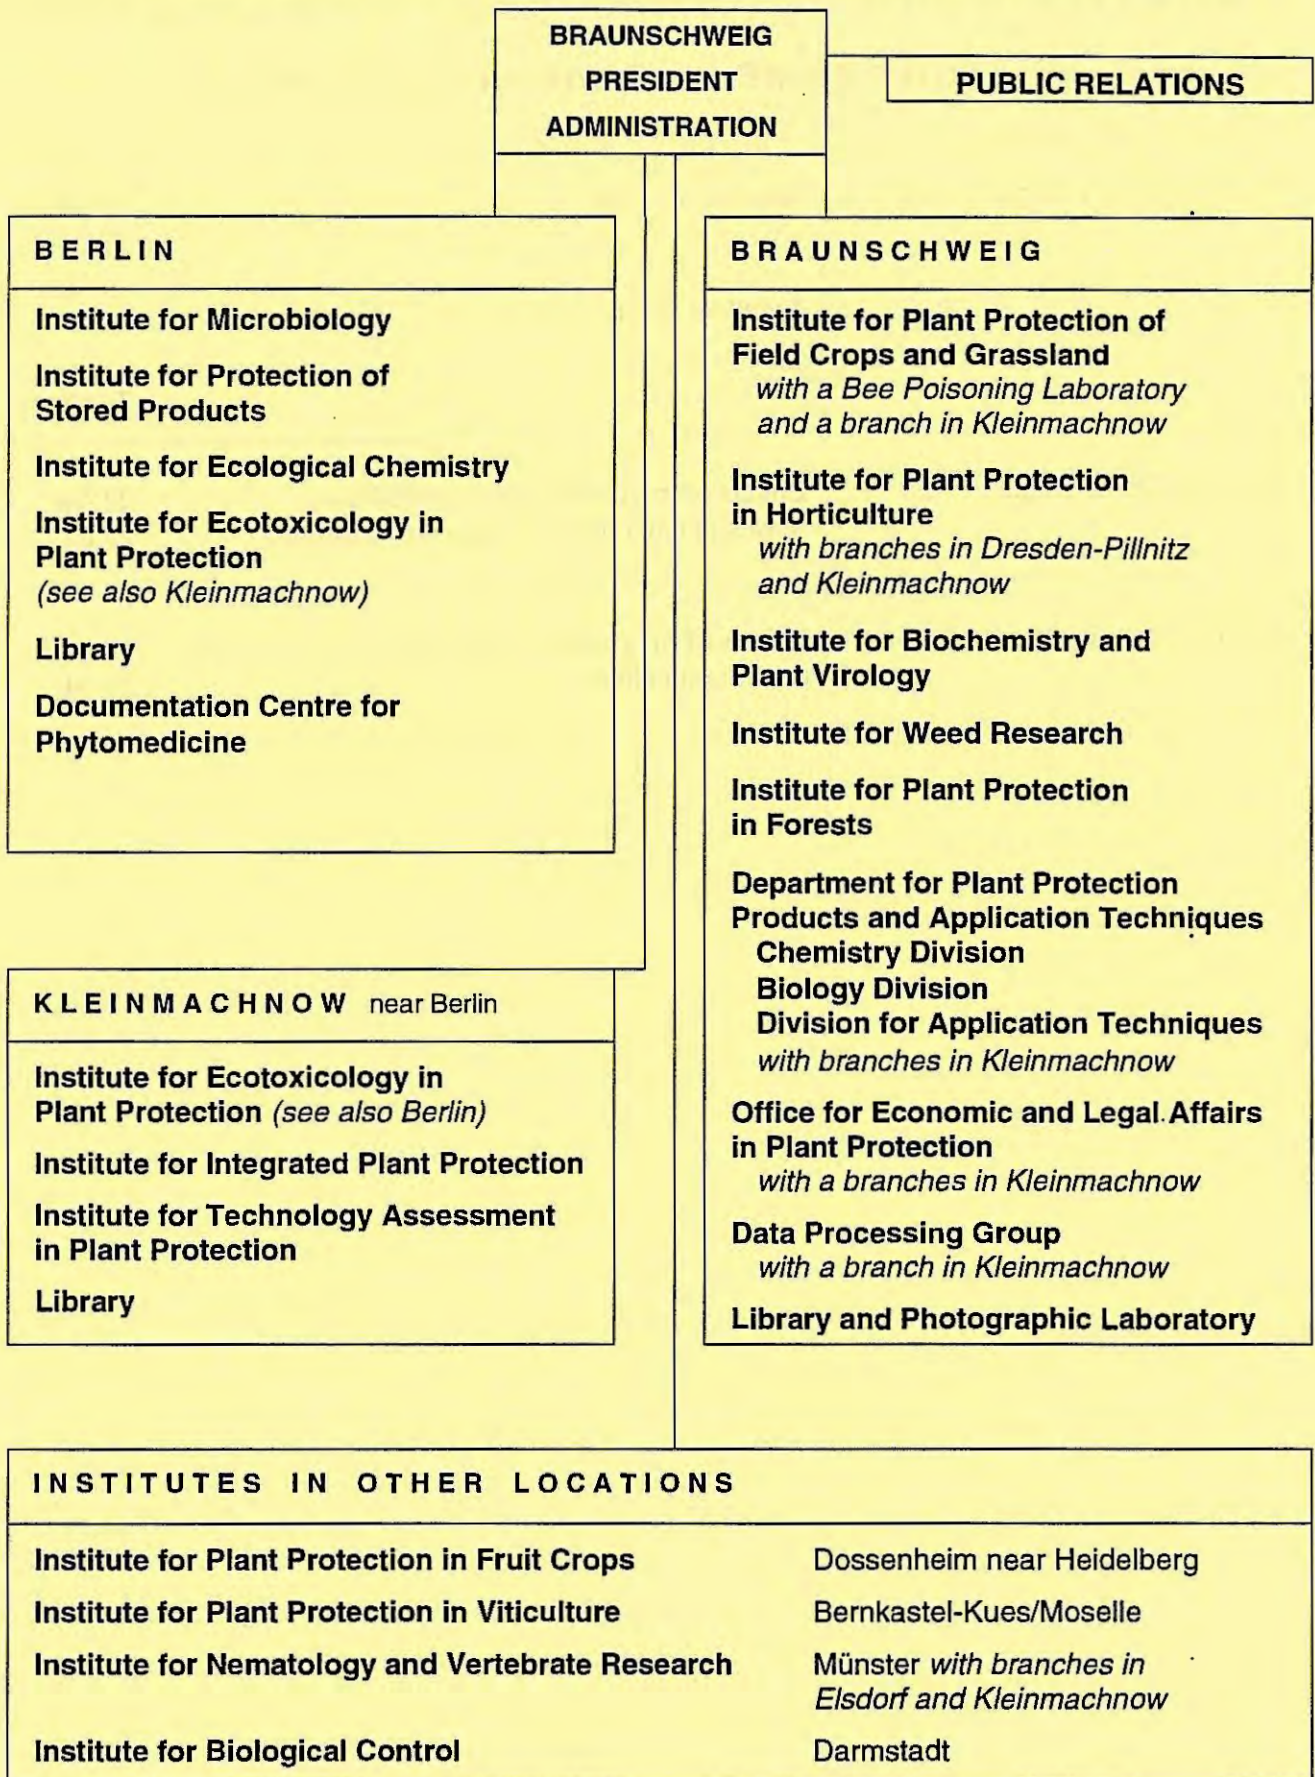 BRAUNSCHWEIG
PRESIDENT
ADMINISTRATION
PUBLIC RELATIONS
BERLIN
Institute for Microbiology
Institute for Protection of
Stored Products
Institute for Ecological Chemistry
Institute for Ecotoxicology in
Plant Protection
(see also Kleinmachnow)
Library
Documentation Centre for
Phytomedicine
KLEINMACHNOW near Berlin
Institute for Ecotoxicology in
Plant Protection (see also Berlin)
Institute for Integrated Plant Protection
Institute for Technology Assessment
in Plant Protection
Library
BRAUNSCHWEIG
Institute for Plant Protection of
Field Crops and Grassland
with a Bee Poisoning Laboratory
and a branch in Kleinmachnow
Institute for Plant Protection
in Horticulture
with branches in Dresden-Pillnitz
and Kleinmachnow
Institute for Biochemistry and
Plant Virology
Institute for Weed Research
Institute for Plant Protection
in Forests
Department for Plant Protection
Products and Application Techniques
Chemistry Division
Biology Division
Division for Application Techniques
with branches in Kleinmachnow
Office for Economic and Legal Affairs
in Plant Protection
with a branches in Kleinmachnow
Data Processing Group
with a branch in Kleinmachnow
Library and Photographic Laboratory
INSTITUTES IN OTHER LOCATIONS
Institute for Plant Protection in Fruit Crops Dossenheim near Heidelberg
Institute for Plant Protection in Viticulture Bernkastel-Kues/Moselle
Institute for Nematology and Vertebrate Research Münster with branches in
Elsdorf and Kleinmachnow
Institute for Biological Control Darmstadt